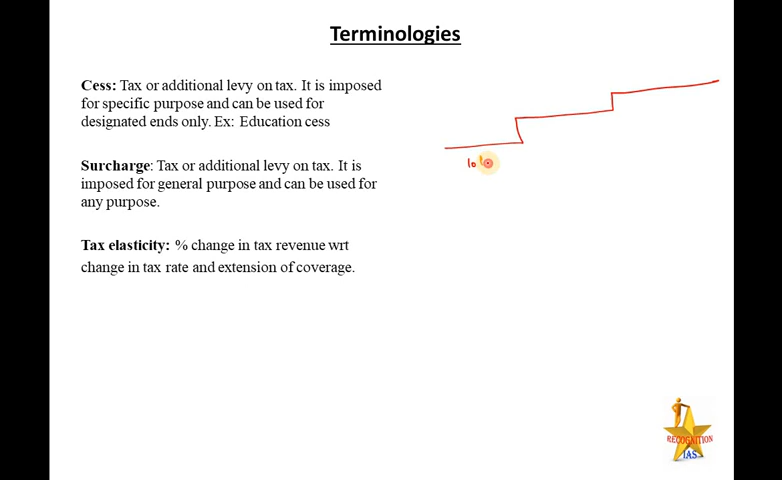 Terminologies
Cess: Tax or additional levy on tax. It is imposed
for specific purpose and can be used for
designated ends only. Ex: Education cess
Surcharge: Tax or additional levy on tax. It is
imposed for general purpose and can be used for
any purpose.
Tax elasticity: % change in tax revenue wrt
change in tax rate and extension of coverage.
10
RECOGNITION
IAS